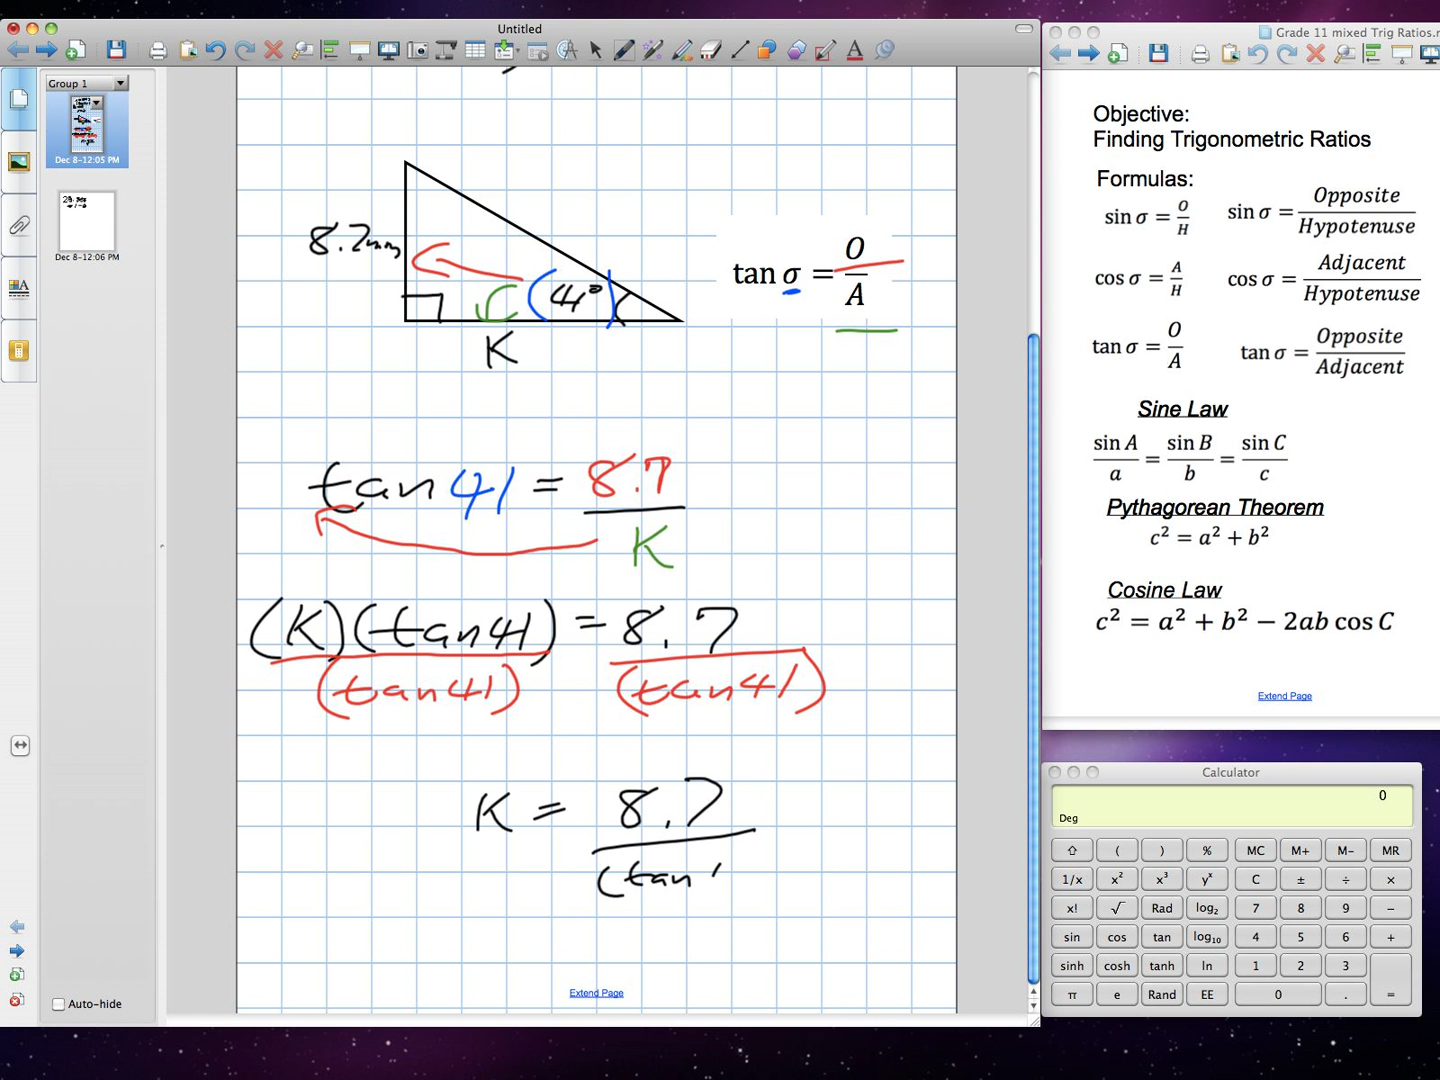 Untitled
Group 1
Dec 8-12:05 PM
Dec 8-12:06 PM
Auto-hide
8.7mm
41°
K
tan σ = O/A
tan 41 = 8.7/K
(K)(tan41) = 8.7
(tan41) (tan41)
K = 8.7
(tan
Extend Page
Grade 11 mixed Trig Ratios.n
Objective:
Finding Trigonometric Ratios
Formulas:
sin σ = O/H sin σ = Opposite/Hypotenuse
cos σ = A/H cos σ = Adjacent/Hypotenuse
tan σ = O/A tan σ = Opposite/Adjacent
Sine Law
sin A/a = sin B/b = sin C/c
Pythagorean Theorem
c² = a² + b²
Cosine Law
c² = a² + b² − 2ab cos C
Extend Page
Calculator
0
Deg
⇧ ( ) % MC M+ M- MR
1/x x² x³ yˣ C ± ÷ ×
x! √ Rad log₂ 7 8 9 −
sin cos tan log₁₀ 4 5 6 +
sinh cosh tanh ln 1 2 3
π e Rand EE 0 . =